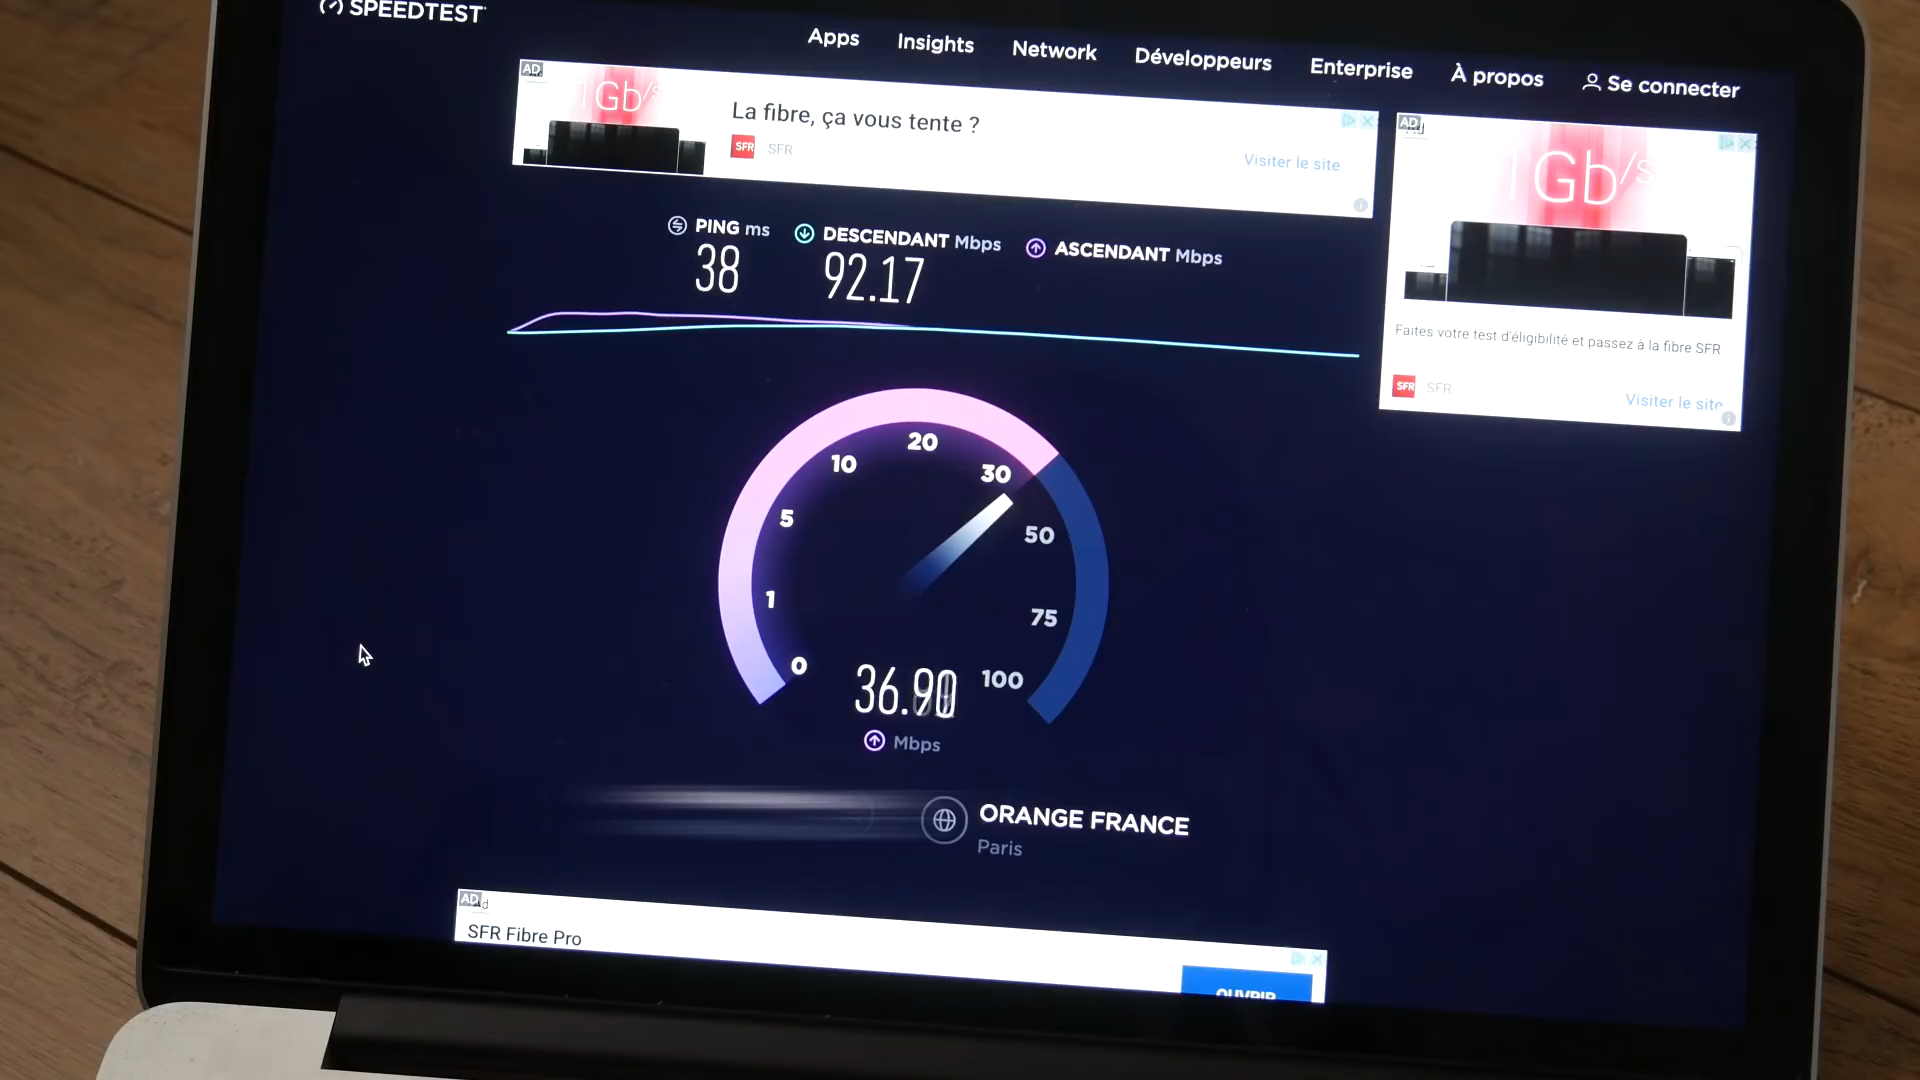 SPEEDTEST
Apps Insights Network Développeurs Enterprise À propos Se connecter
AD
1Gb/s
La fibre, ça vous tente ?
SFR SFR
Visiter le site
AD
1Gb/s
Faites votre test d'éligibilité et passez à la fibre SFR
SFR SFR
Visiter le site
PING ms DESCENDANT Mbps ASCENDANT Mbps
38 92.17
0 1 5 10 20 30 50 75 100
36.90
Mbps
ORANGE FRANCE
Paris
AD
SFR Fibre Pro
OUVRIR